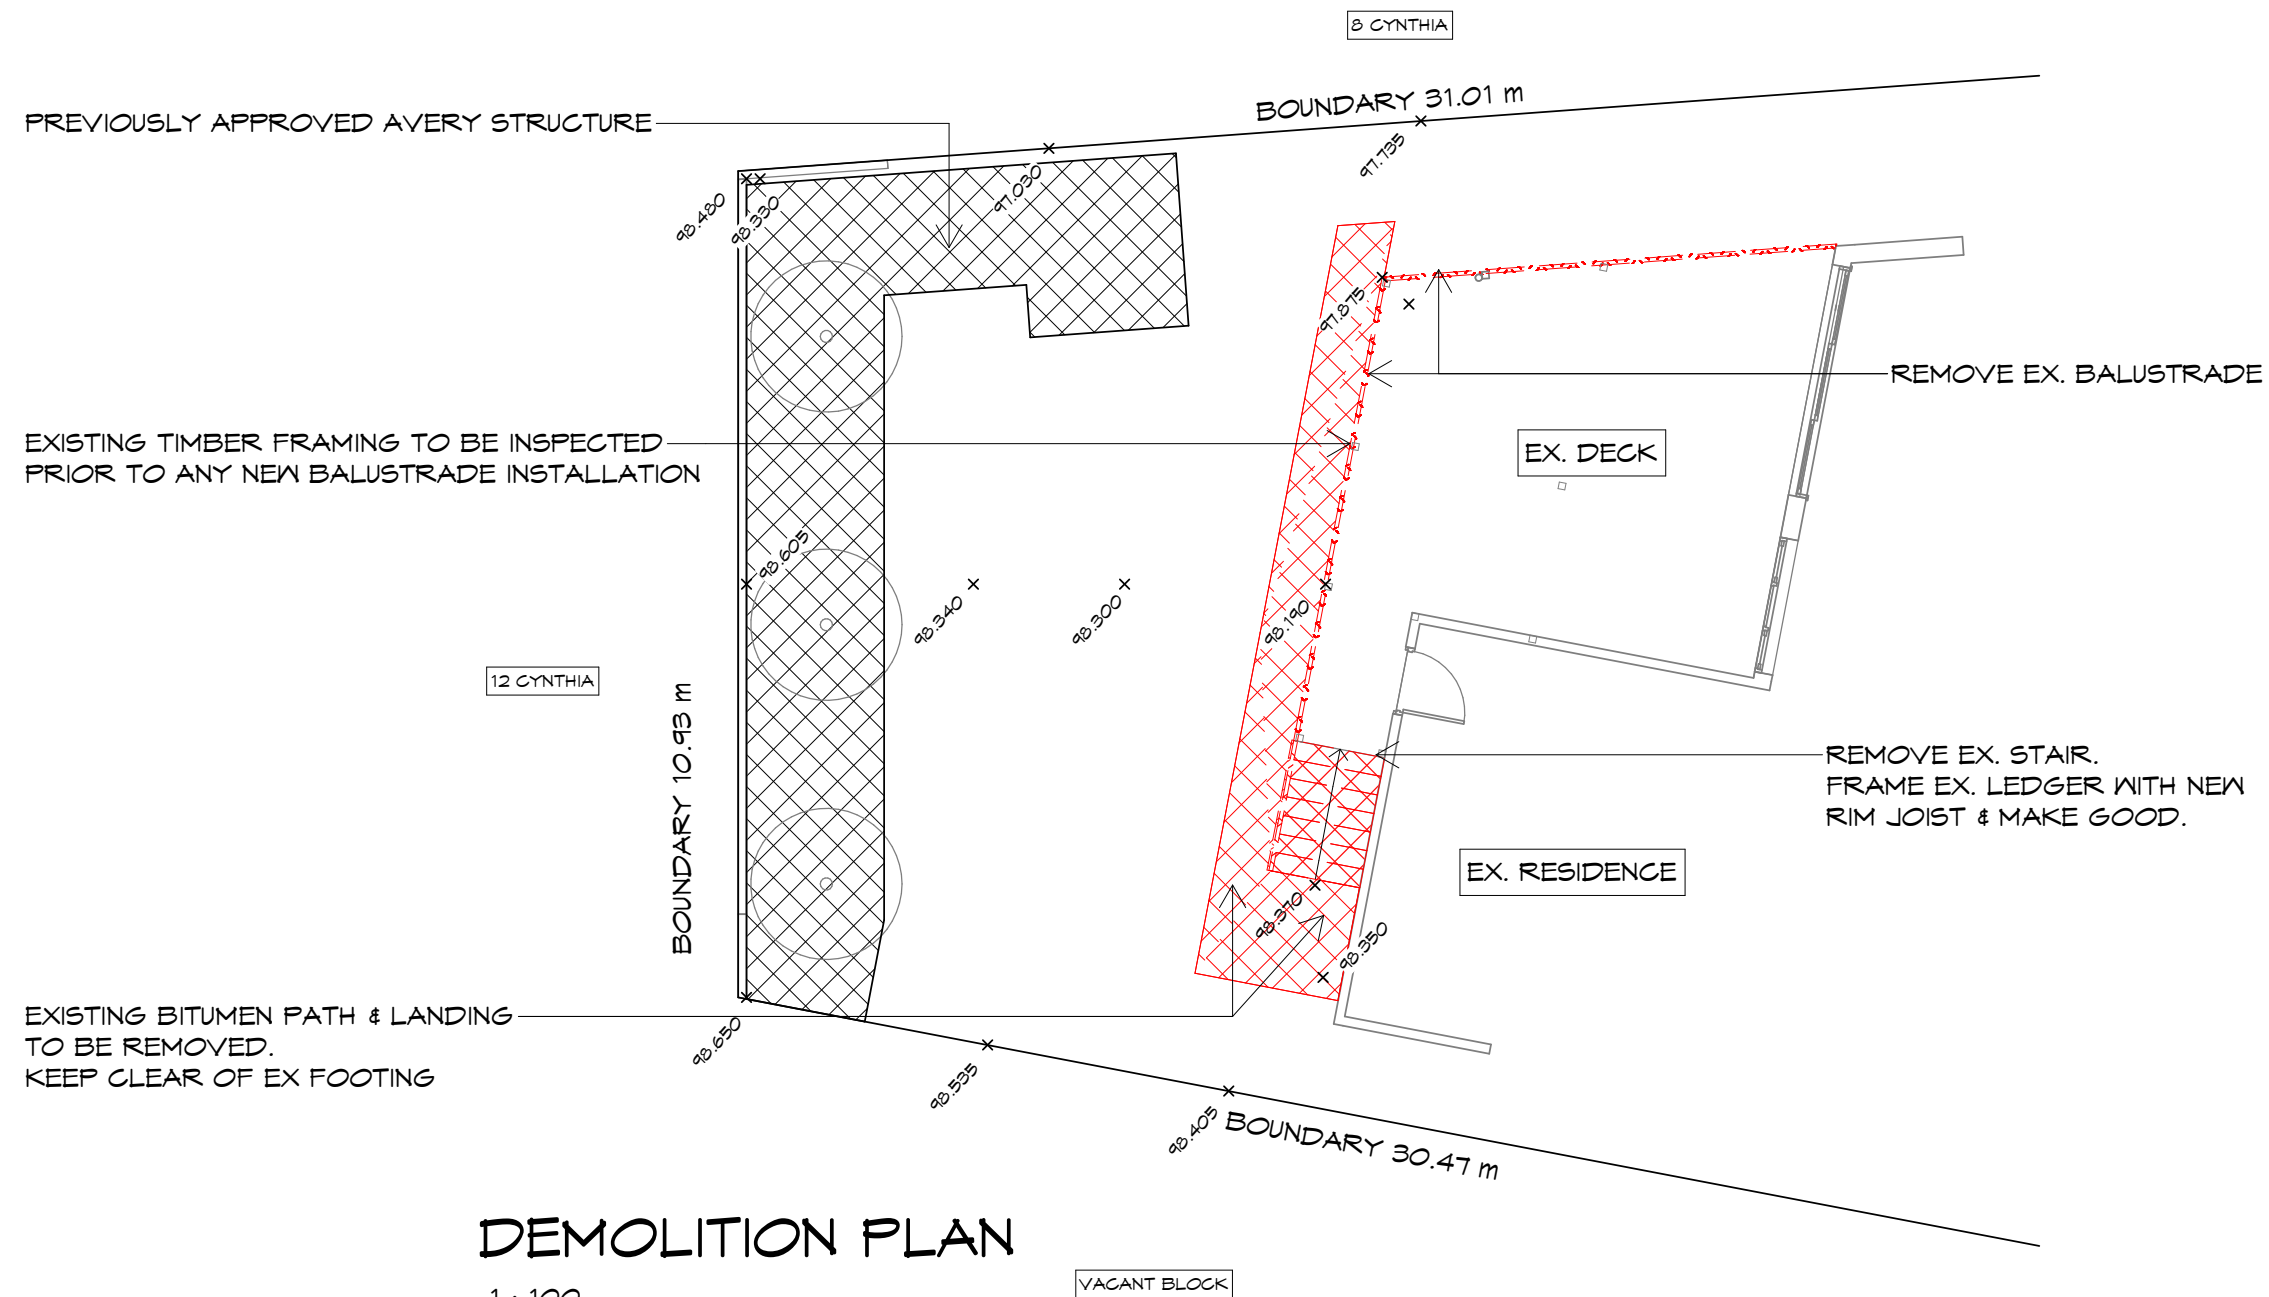 8 CYNTHIA
BOUNDARY 31.01 m
PREVIOUSLY APPROVED AVERY STRUCTURE
97.735
97.030
98.480
98.330
97.875
REMOVE EX. BALUSTRADE
EXISTING TIMBER FRAMING TO BE INSPECTED
PRIOR TO ANY NEW BALUSTRADE INSTALLATION
EX. DECK
98.605
98.340
98.300
98.190
12 CYNTHIA
BOUNDARY 10.93 m
REMOVE EX. STAIR.
FRAME EX. LEDGER WITH NEW
RIM JOIST & MAKE GOOD.
EX. RESIDENCE
98.370
98.350
EXISTING BITUMEN PATH & LANDING
TO BE REMOVED.
KEEP CLEAR OF EX FOOTING
98.650
98.535
98.405
BOUNDARY 30.47 m
DEMOLITION PLAN
1 : 100
VACANT BLOCK